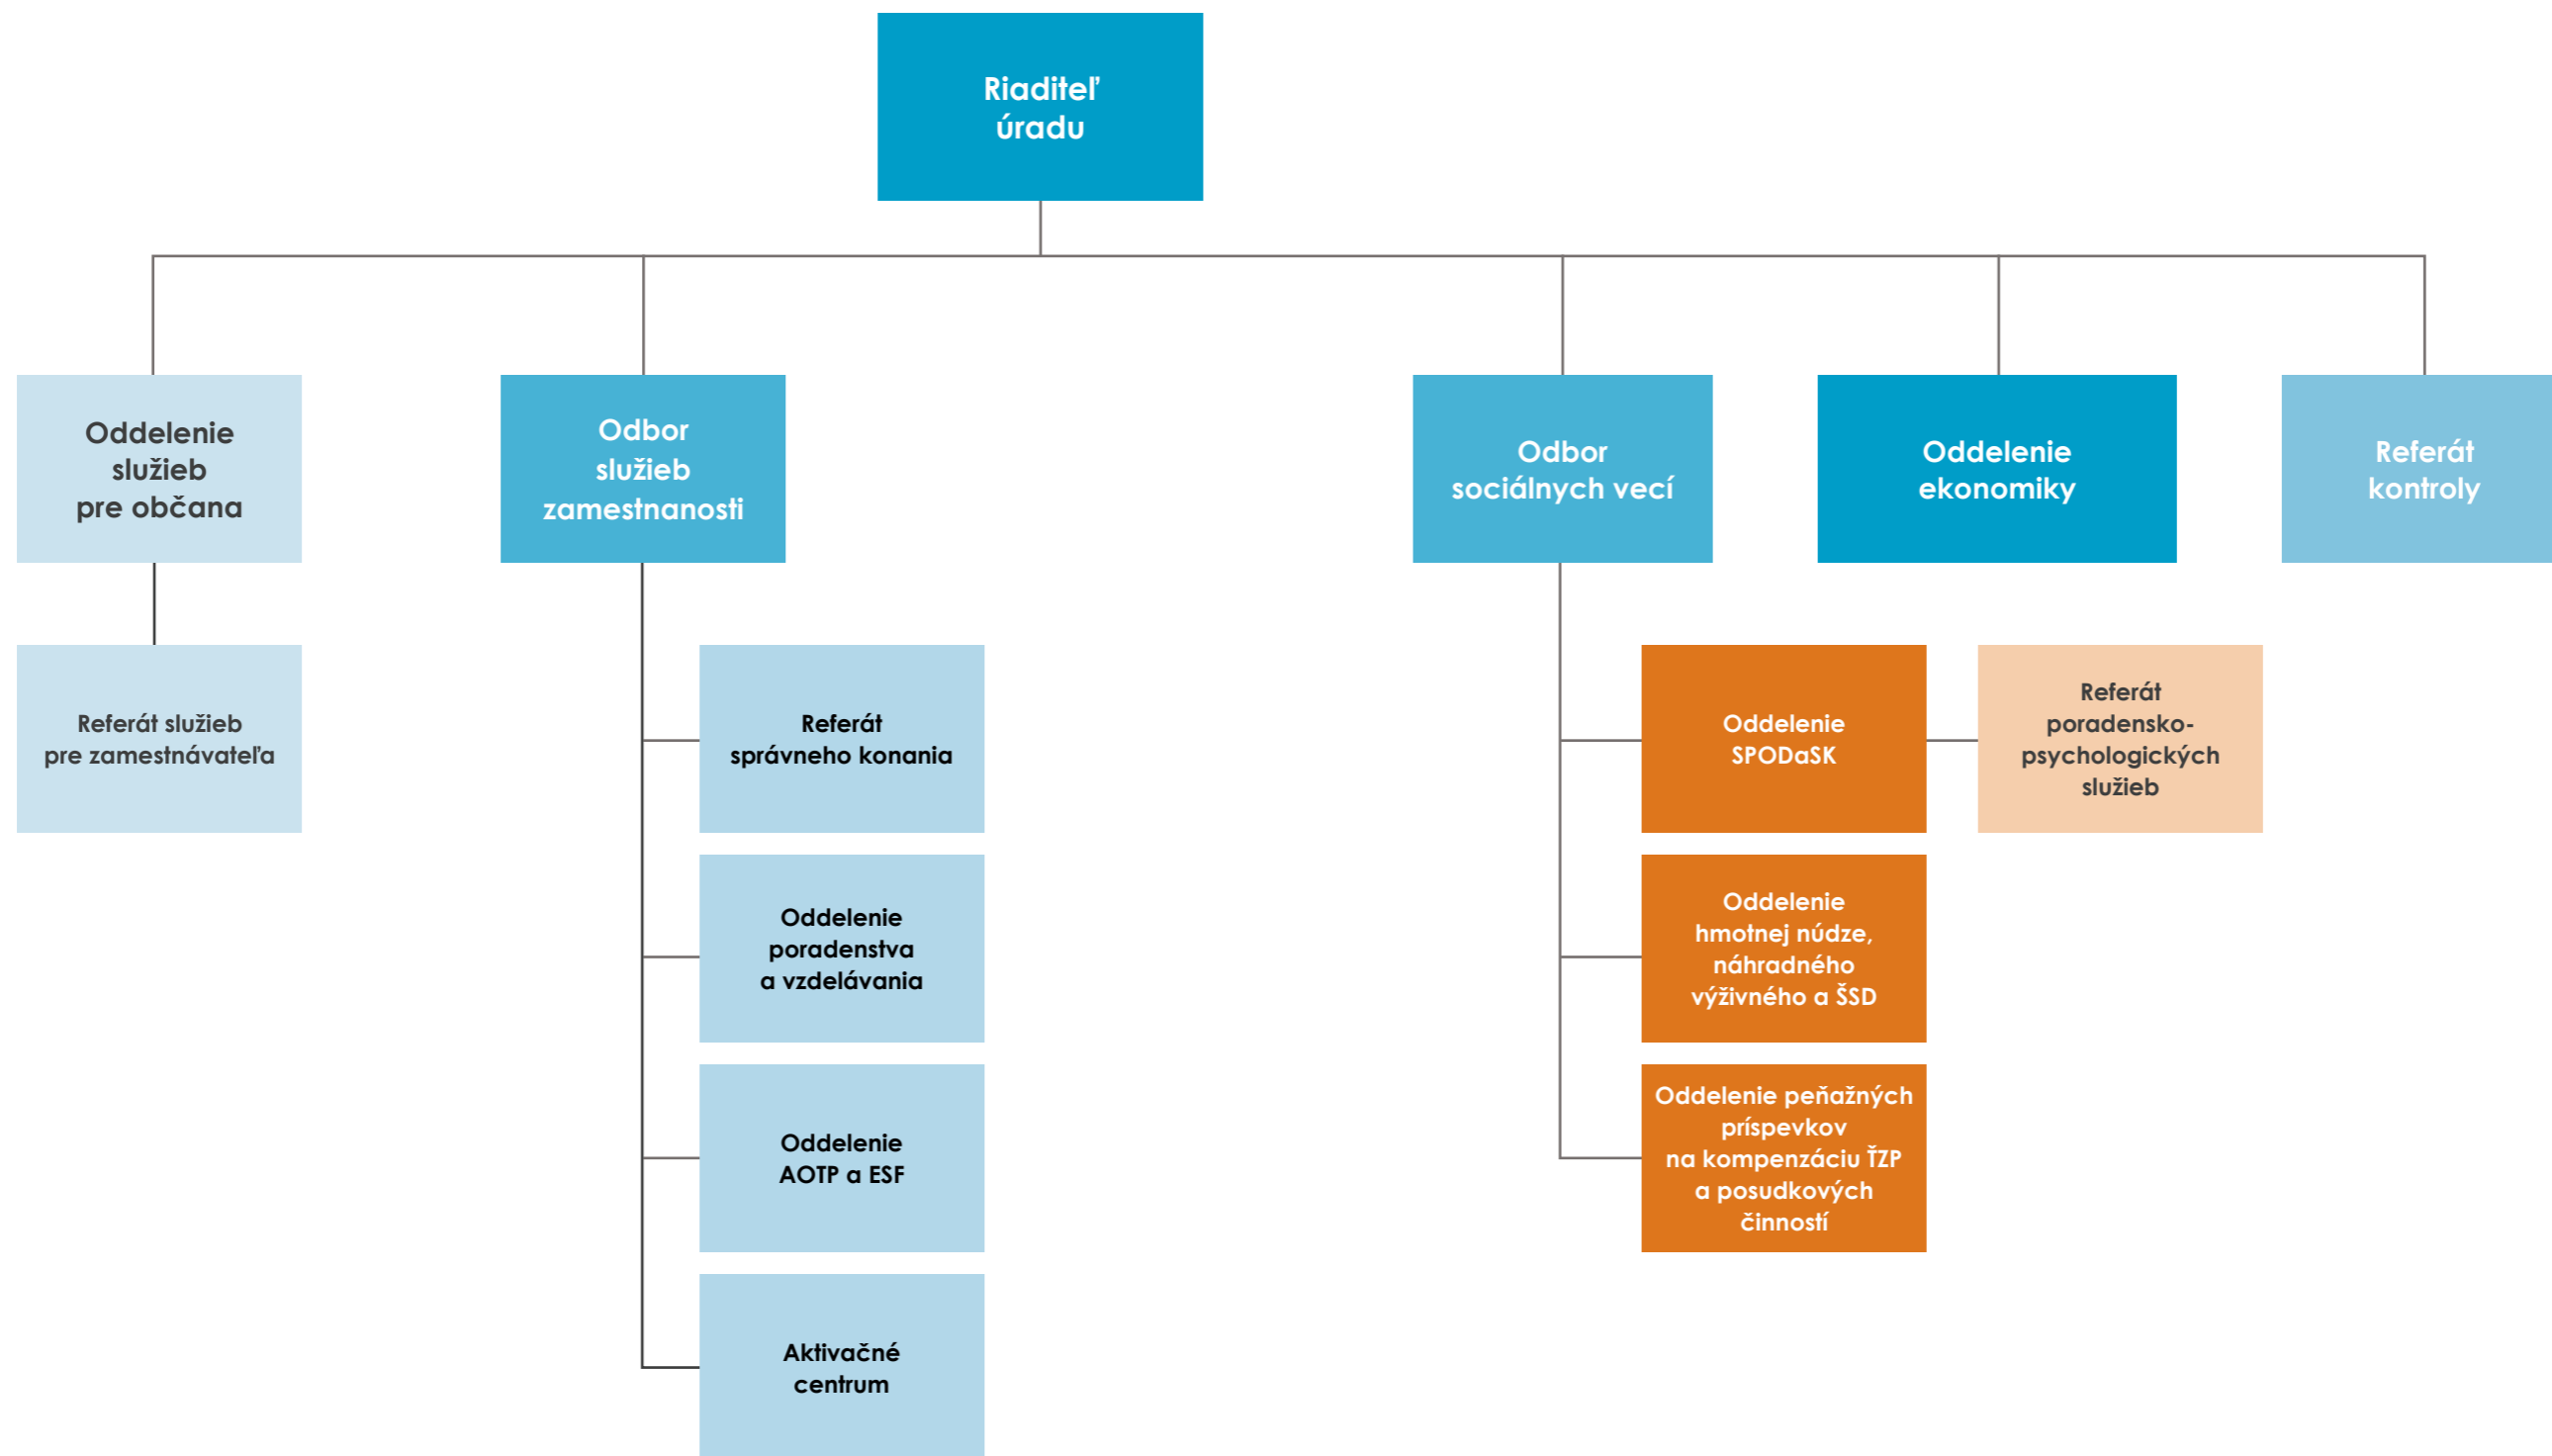 Riaditeľ
úradu
Oddelenie
služieb
pre občana
Odbor
služieb
zamestnanosti
Odbor
sociálnych vecí
Oddelenie
ekonomiky
Referát
kontroly
Referát služieb
pre zamestnávateľa
Referát
správneho konania
Oddelenie
poradenstva
a vzdelávania
Oddelenie
AOTP a ESF
Aktivačné
centrum
Oddelenie
SPODaSK
Referát
poradensko-
psychologických
služieb
Oddelenie
hmotnej núdze,
náhradného
výživného a ŠSD
Oddelenie peňažných
príspevkov
na kompenzáciu ŤZP
a posudkových
činností